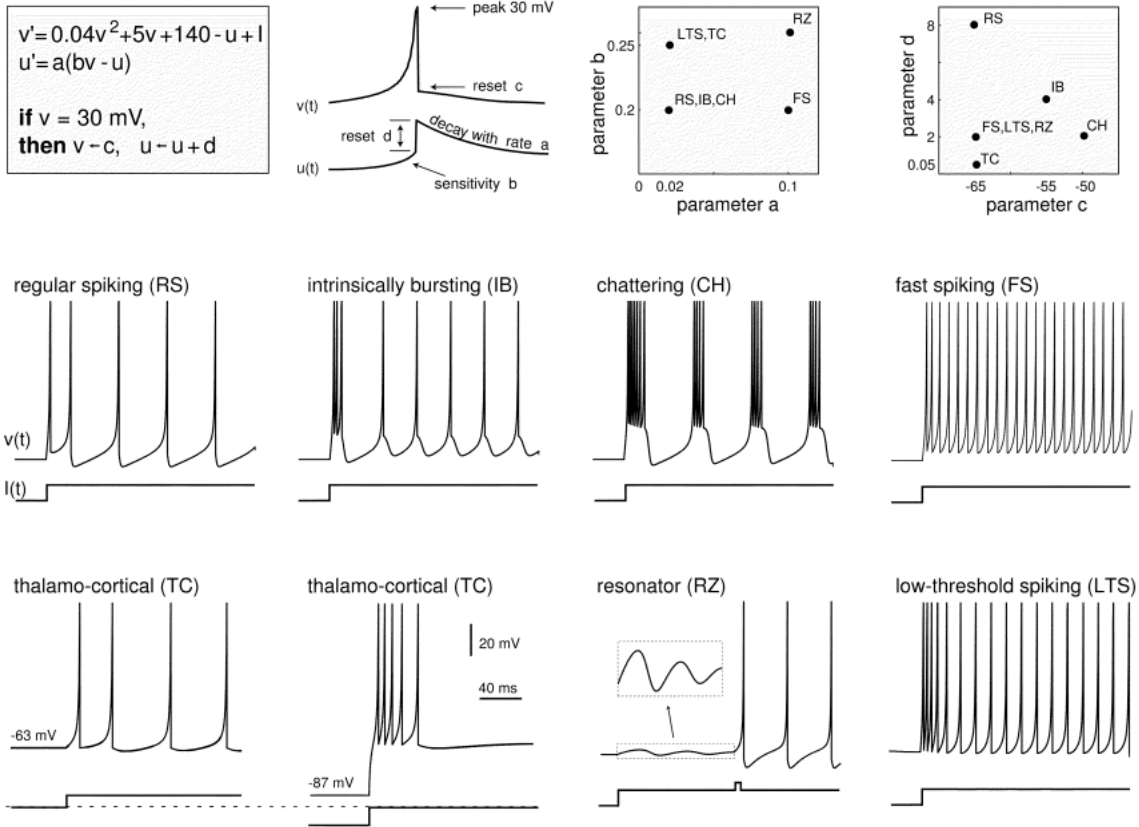 v'= 0.04v²+5v+140 - u+I
u'= a(bv - u)
if v = 30 mV,
then v←c, u←u+d
peak 30 mV
reset c
v(t)
reset d
decay with rate a
u(t)
sensitivity b
parameter b
0.25
0.2
LTS,TC
RZ
RS,IB,CH
FS
0 0.02 0.1
parameter a
parameter d
8
4
2
0.05
RS
IB
FS,LTS,RZ
CH
TC
-65 -55 -50
parameter c
regular spiking (RS)
intrinsically bursting (IB)
chattering (CH)
fast spiking (FS)
v(t)
I(t)
thalamo-cortical (TC)
thalamo-cortical (TC)
resonator (RZ)
low-threshold spiking (LTS)
-63 mV
20 mV
40 ms
-87 mV